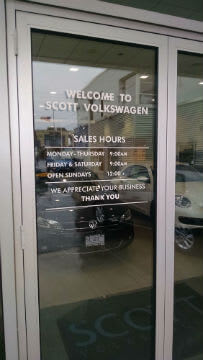 WELCOME TO
SCOTT VOLKSWAGEN
SALES HOURS
MONDAY-THURSDAY 9:00AM
FRIDAY & SATURDAY 9:00AM
OPEN SUNDAYS 12:00
WE APPRECIATE YOUR BUSINESS
THANK YOU
SCOTT